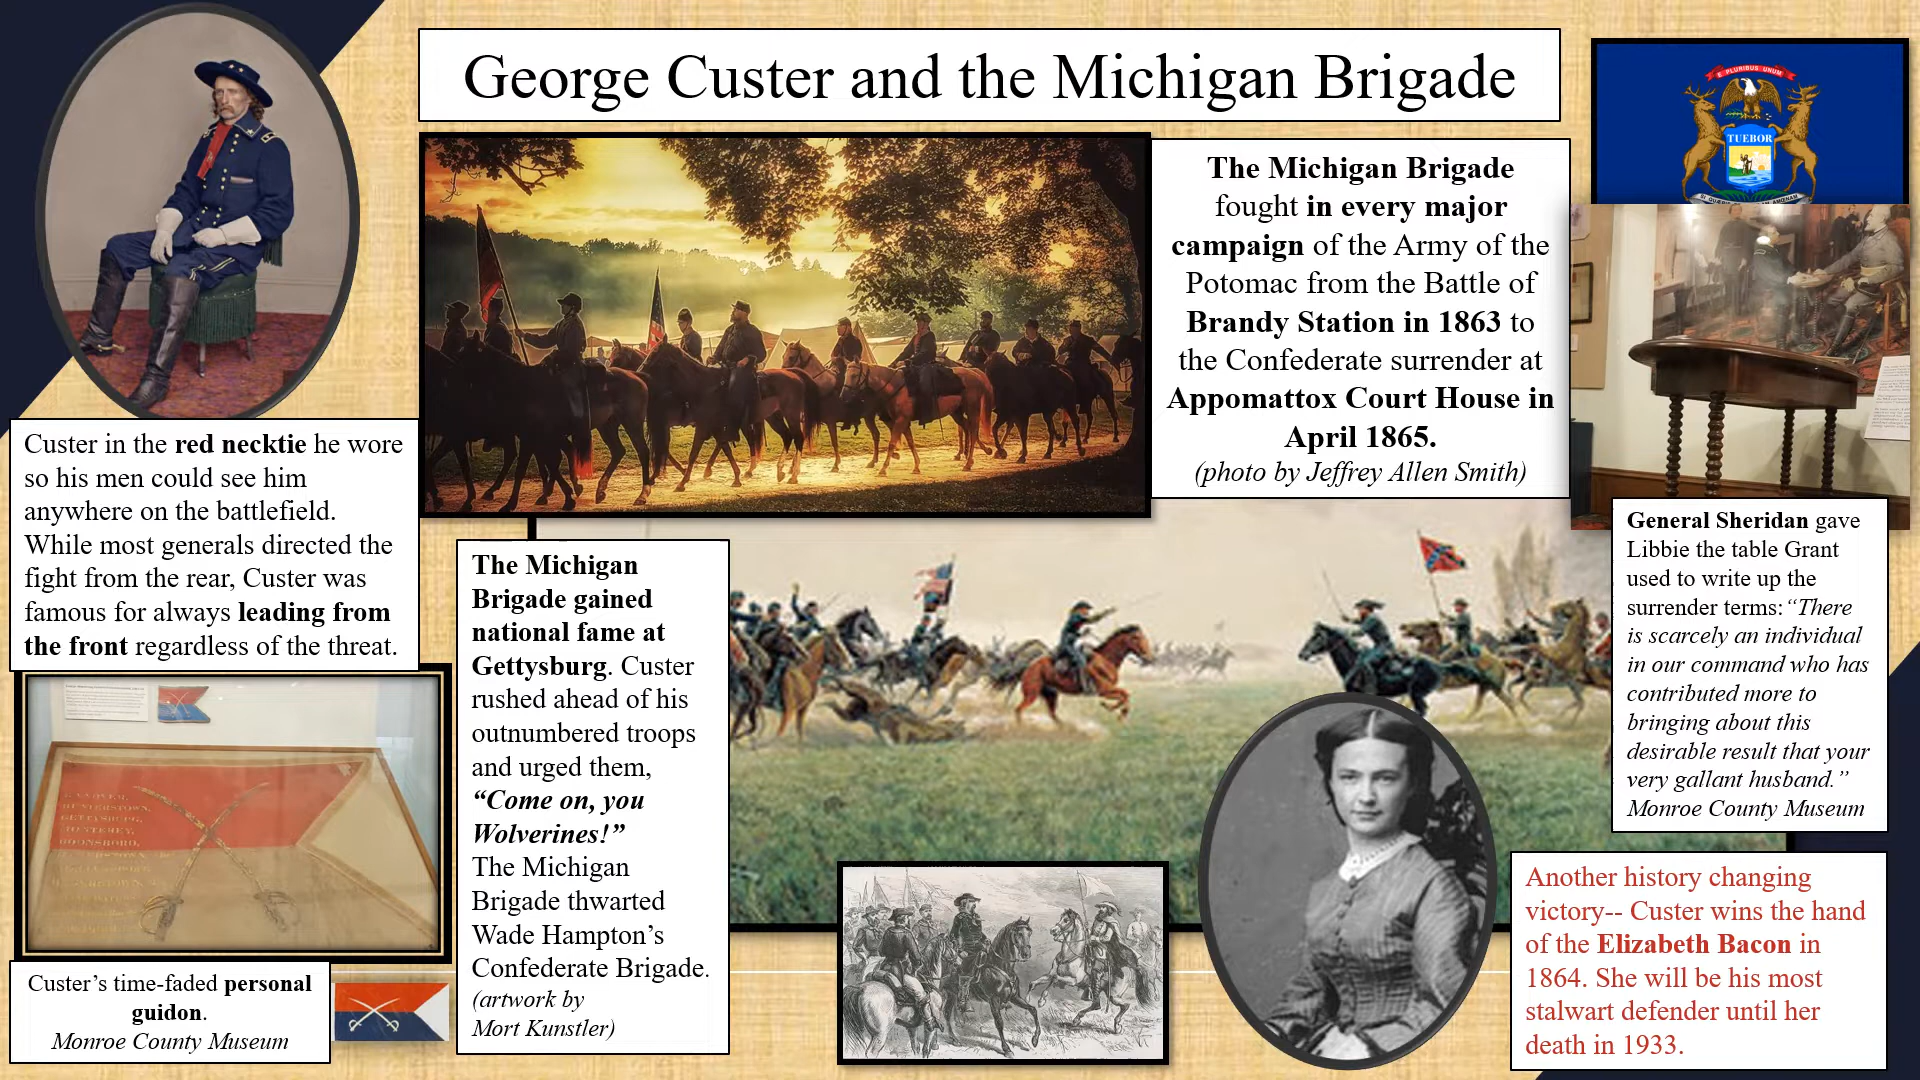 George Custer and the Michigan Brigade
E PLURIBUS UNUM
TUEBOR
The Michigan Brigade
fought in every major
campaign of the Army of the
Potomac from the Battle of
Brandy Station in 1863 to
the Confederate surrender at
Appomattox Court House in
April 1865.
(photo by Jeffrey Allen Smith)
Custer in the red necktie he wore
so his men could see him
anywhere on the battlefield.
While most generals directed the
fight from the rear, Custer was
famous for always leading from
the front regardless of the threat.
The Michigan
Brigade gained
national fame at
Gettysburg. Custer
rushed ahead of his
outnumbered troops
and urged them,
“Come on, you
Wolverines!”
The Michigan
Brigade thwarted
Wade Hampton’s
Confederate Brigade.
(artwork by
Mort Kunstler)
General Sheridan gave
Libbie the table Grant
used to write up the
surrender terms:“There
is scarcely an individual
in our command who has
contributed more to
bringing about this
desirable result that your
very gallant husband.”
Monroe County Museum
HANOVER,
HUNTERSTOWN,
GETTYSBURG,
MONTEREY,
BOONSBORO,
Custer’s time-faded personal
guidon.
Monroe County Museum
Another history changing
victory-- Custer wins the hand
of the Elizabeth Bacon in
1864. She will be his most
stalwart defender until her
death in 1933.